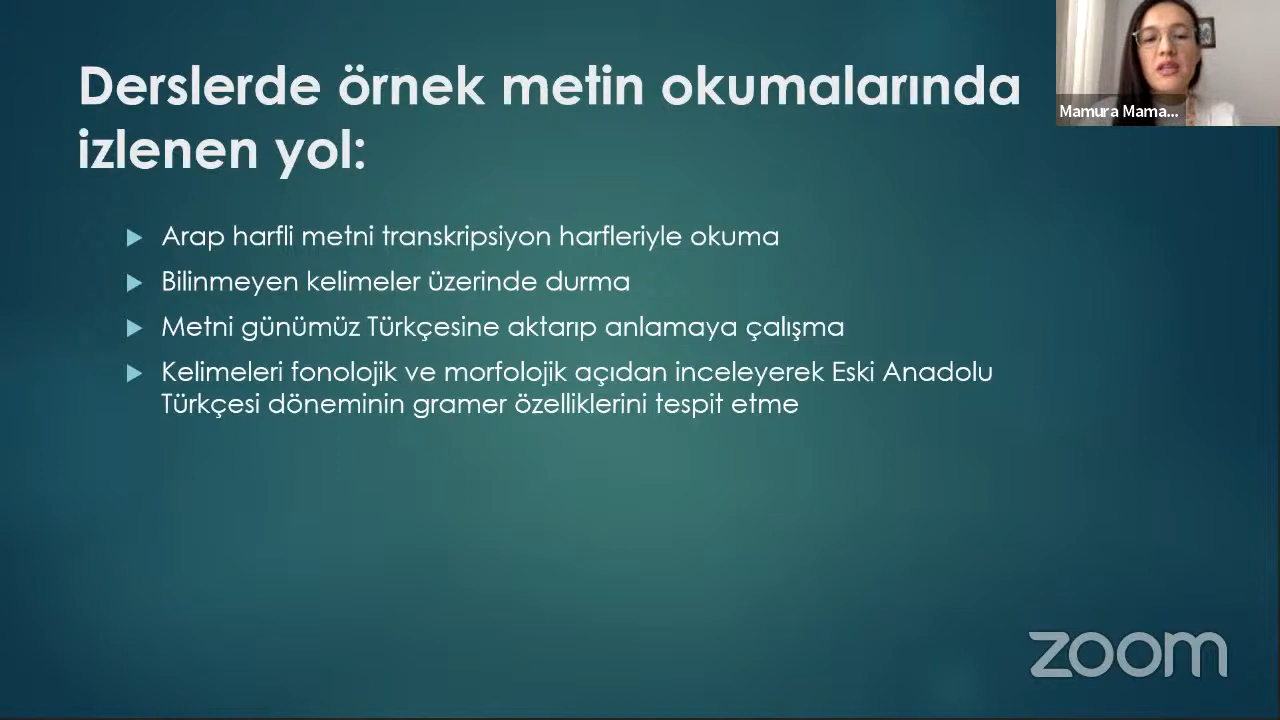 Derslerde örnek metin okumalarında
izlenen yol:
Arap harfli metni transkripsiyon harfleriyle okuma
Bilinmeyen kelimeler üzerinde durma
Metni günümüz Türkçesine aktarıp anlamaya çalışma
Kelimeleri fonolojik ve morfolojik açıdan inceleyerek Eski Anadolu
Türkçesi döneminin gramer özelliklerini tespit etme
Mamura Mama...
zoom